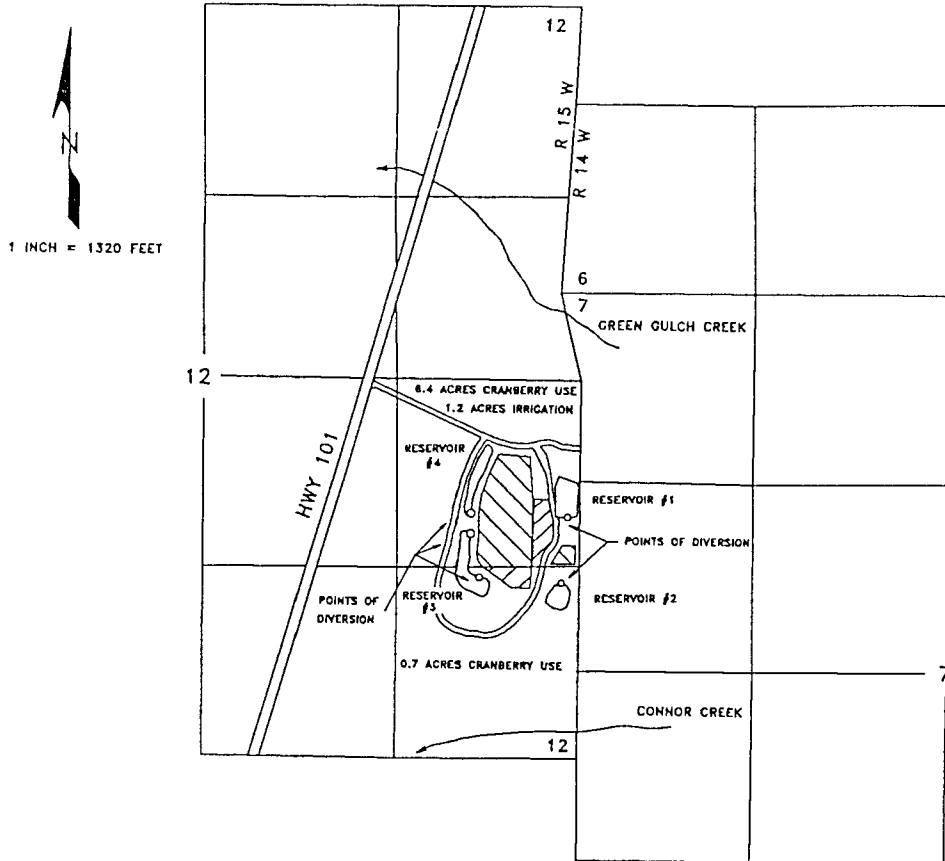 12
R 15 W
R 14 W
N
1 INCH = 1320 FEET
6
7
GREEN GULCH CREEK
12
6.4 ACRES CRANBERRY USE
1.2 ACRES IRRIGATION
HWY 101
RESERVOIR
#4
RESERVOIR #1
POINTS OF DIVERSION
RESERVOIR #2
RESERVOIR
#3
POINTS OF
DIVERSION
0.7 ACRES CRANBERRY USE
7
CONNOR CREEK
12